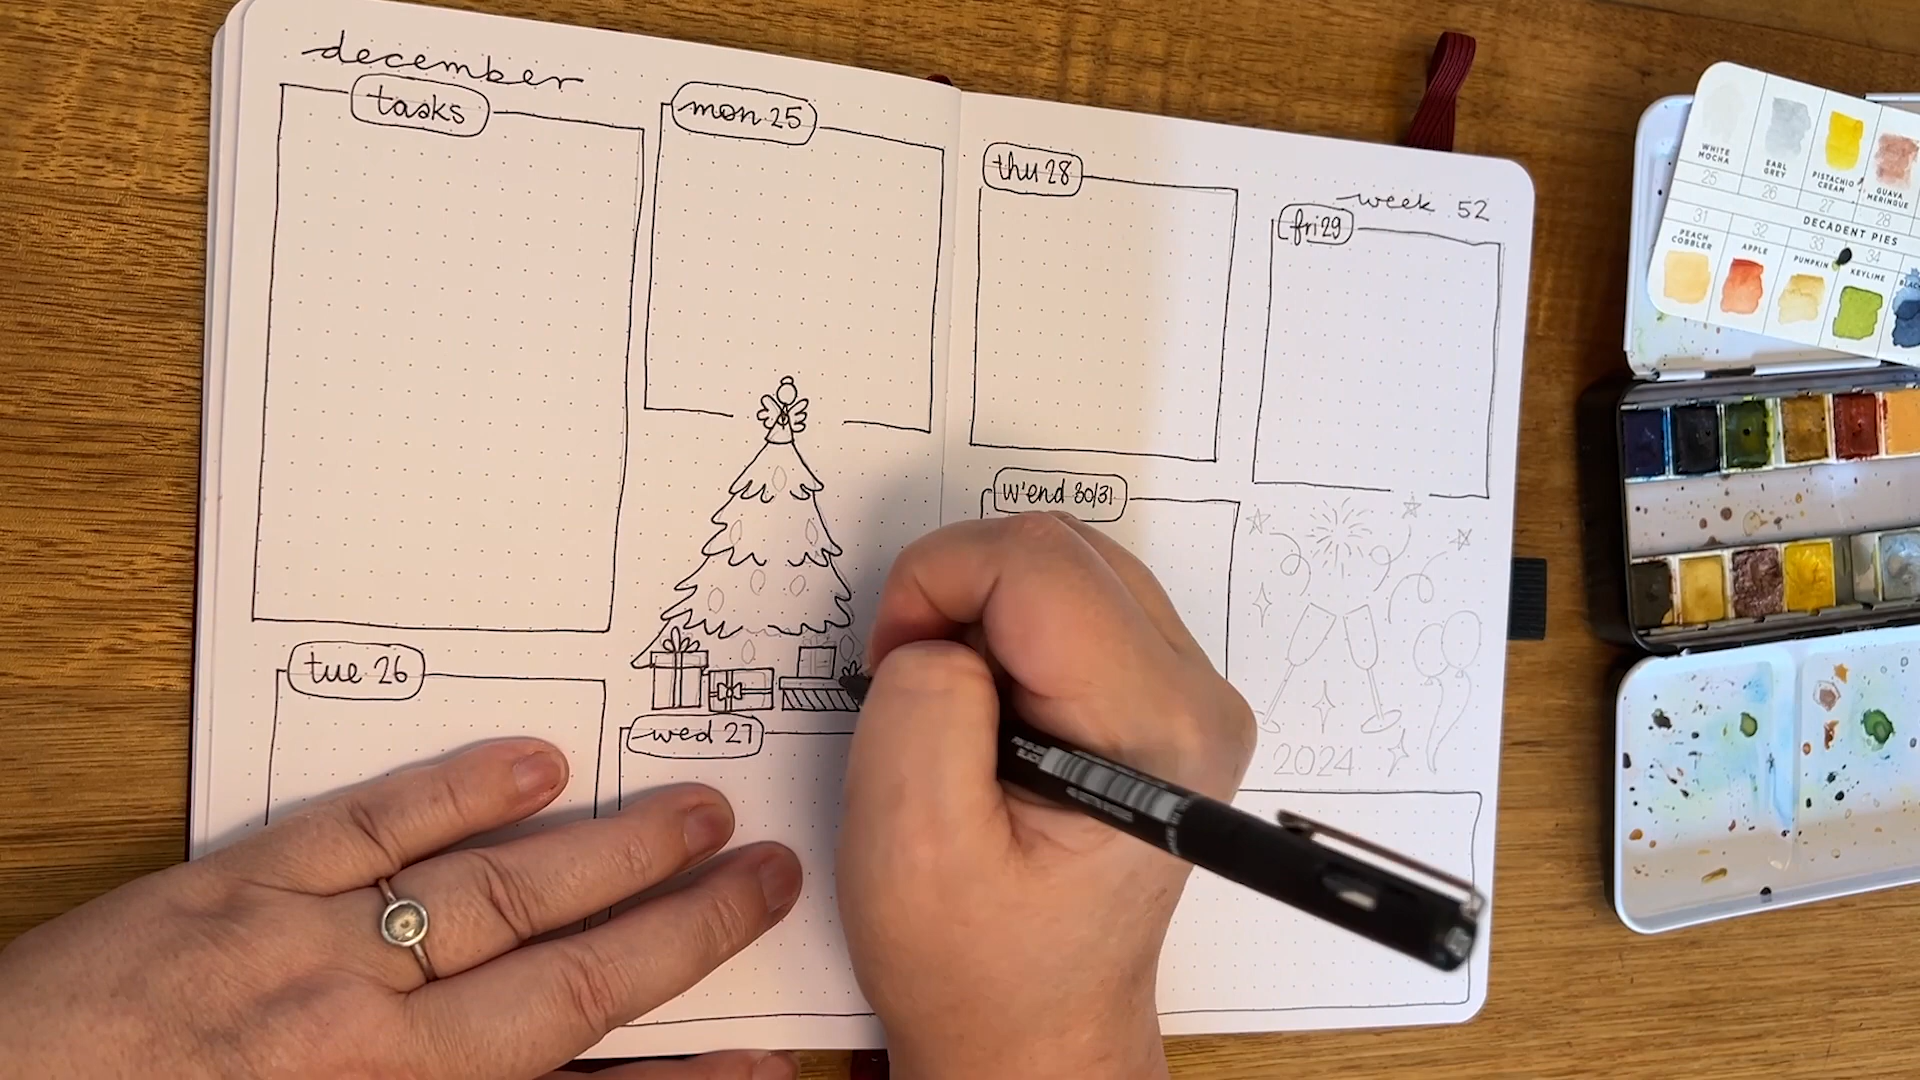 december
tasks
mon 25
tue 26
wed 27
thu 28
week 52
fri 29
w'end 30/31
2024
WHITE MOCHA
25
EARL GREY
26
PISTACHIO CREAM
27
GUAVA MERINGUE
28
DECADENT PIES
31
PEACH COBBLER
32
APPLE
33
PUMPKIN
34
KEYLIME